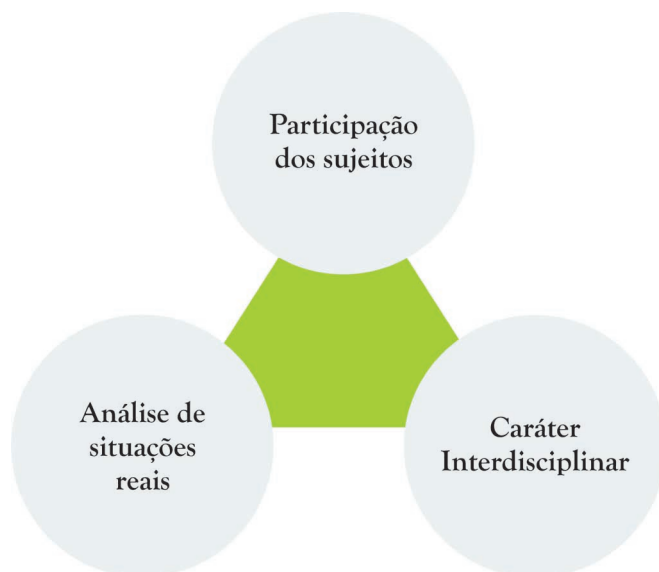 Participação
dos sujeitos
Análise de
situações
reais
Caráter
Interdisciplinar